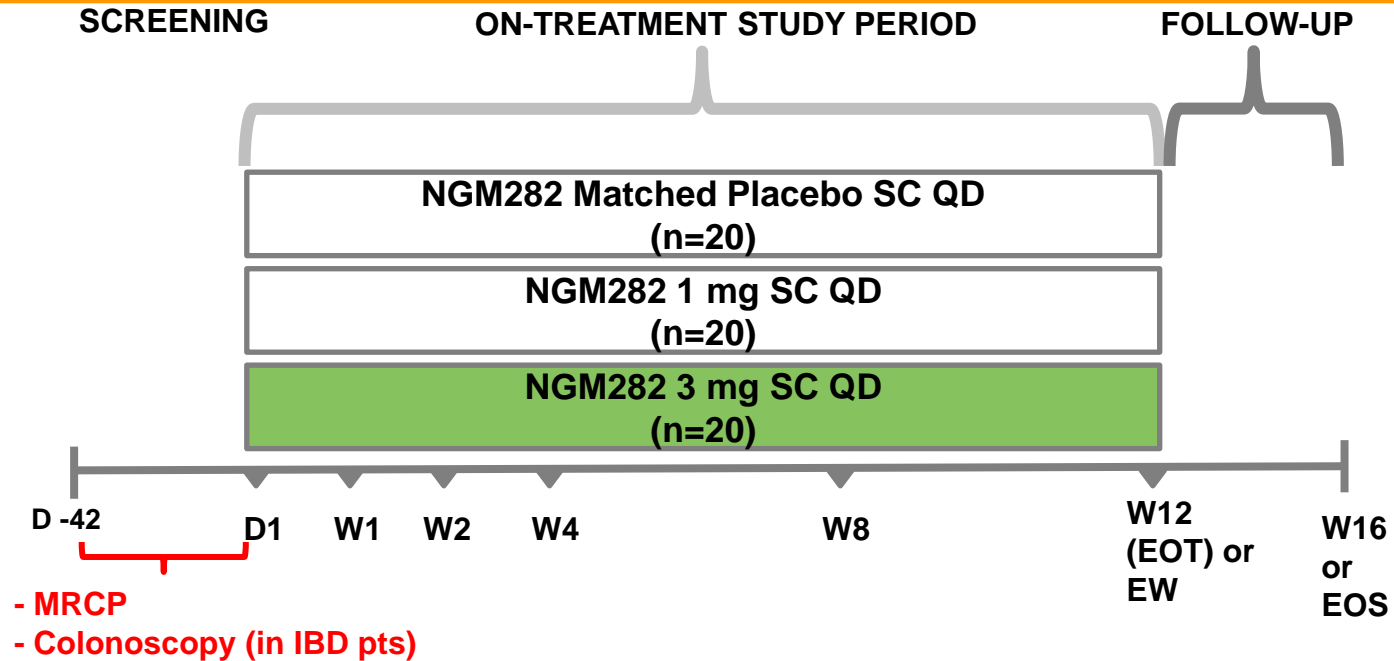 SCREENING
ON-TREATMENT STUDY PERIOD
FOLLOW-UP
NGM282 Matched Placebo SC QD
(n=20)
NGM282 1 mg SC QD
(n=20)
NGM282 3 mg SC QD
(n=20)
D -42
D1
W1
W2
W4
W8
W12
(EOT) or
EW
W16
or
EOS
- MRCP
- Colonoscopy (in IBD pts)